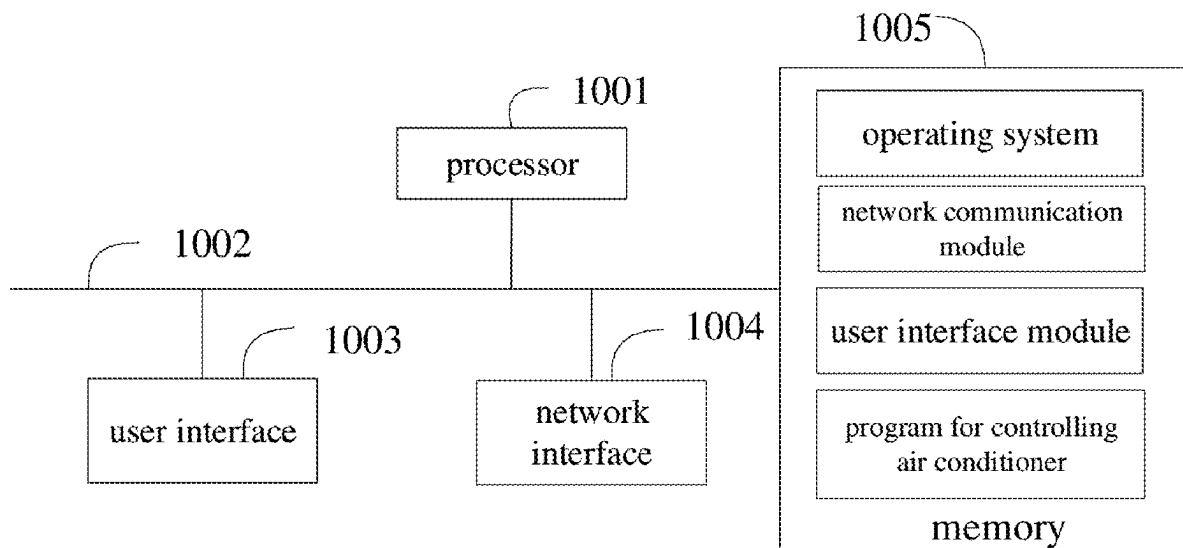 1005
1001
operating system
processor
network communication
module
1002
1003
1004
user interface module
user interface
network
interface
program for controlling
air conditioner
memory